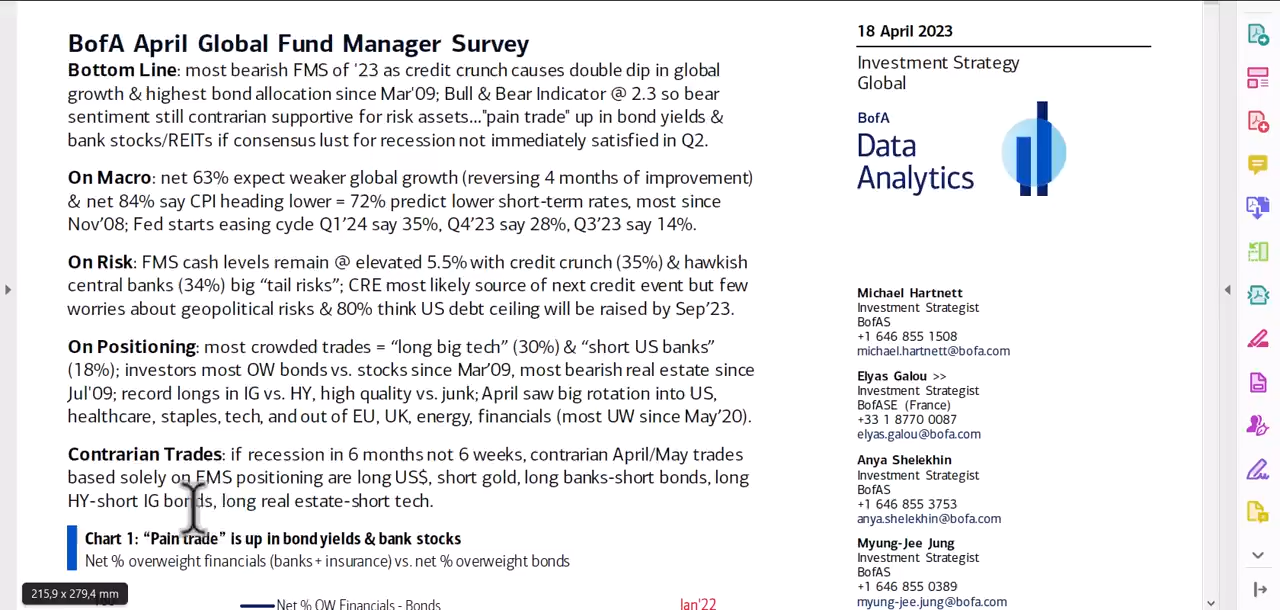 BofA April Global Fund Manager Survey
Bottom Line: most bearish FMS of '23 as credit crunch causes double dip in global
growth & highest bond allocation since Mar'09; Bull & Bear Indicator @ 2.3 so bear
sentiment still contrarian supportive for risk assets..."pain trade" up in bond yields &
bank stocks/REITs if consensus lust for recession not immediately satisfied in Q2.
On Macro: net 63% expect weaker global growth (reversing 4 months of improvement)
& net 84% say CPI heading lower = 72% predict lower short-term rates, most since
Nov’08; Fed starts easing cycle Q1’24 say 35%, Q4’23 say 28%, Q3’23 say 14%.
On Risk: FMS cash levels remain @ elevated 5.5% with credit crunch (35%) & hawkish
central banks (34%) big “tail risks”; CRE most likely source of next credit event but few
worries about geopolitical risks & 80% think US debt ceiling will be raised by Sep’23.
On Positioning: most crowded trades = “long big tech” (30%) & “short US banks”
(18%); investors most OW bonds vs. stocks since Mar’09, most bearish real estate since
Jul'09; record longs in IG vs. HY, high quality vs. junk; April saw big rotation into US,
healthcare, staples, tech, and out of EU, UK, energy, financials (most UW since May’20).
Contrarian Trades: if recession in 6 months not 6 weeks, contrarian April/May trades
based solely on FMS positioning are long US$, short gold, long banks-short bonds, long
HY-short IG bonds, long real estate-short tech.
Chart 1: “Pain trade” is up in bond yields & bank stocks
Net % overweight financials (banks + insurance) vs. net % overweight bonds
215,9 x 279,4 mm
Net % OW Financials - Bonds
Jan'22
18 April 2023
Investment Strategy
Global
BofA
Data
Analytics
Michael Hartnett
Investment Strategist
BofAS
+1 646 855 1508
michael.hartnett@bofa.com
Elyas Galou >>
Investment Strategist
BofASE (France)
+33 1 8770 0087
elyas.galou@bofa.com
Anya Shelekhin
Investment Strategist
BofAS
+1 646 855 3753
anya.shelekhin@bofa.com
Myung-Jee Jung
Investment Strategist
BofAS
+1 646 855 0389
myung-jee.jung@bofa.com